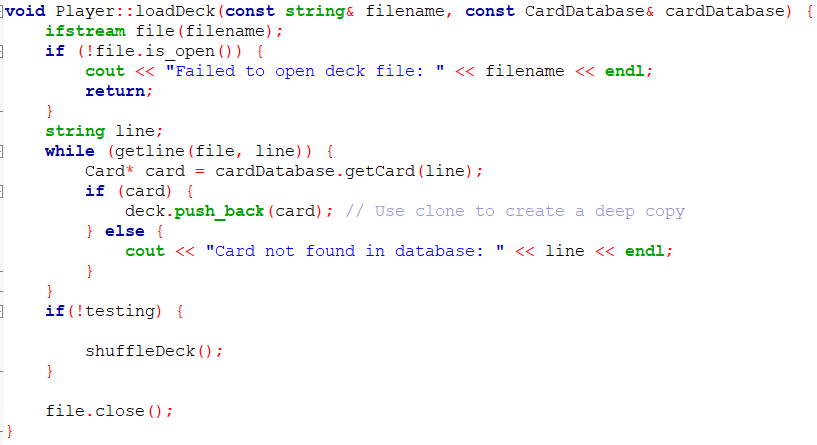 void Player::loadDeck(const string& filename, const CardDatabase& cardDatabase) {
    ifstream file(filename);
    if (!file.is_open()) {
        cout << "Failed to open deck file: " << filename << endl;
        return;
    }
    string line;
    while (getline(file, line)) {
        Card* card = cardDatabase.getCard(line);
        if (card) {
            deck.push_back(card); // Use clone to create a deep copy
        } else {
            cout << "Card not found in database: " << line << endl;
        }
    }
    if(!testing) {

        shuffleDeck();
    }

    file.close();
}